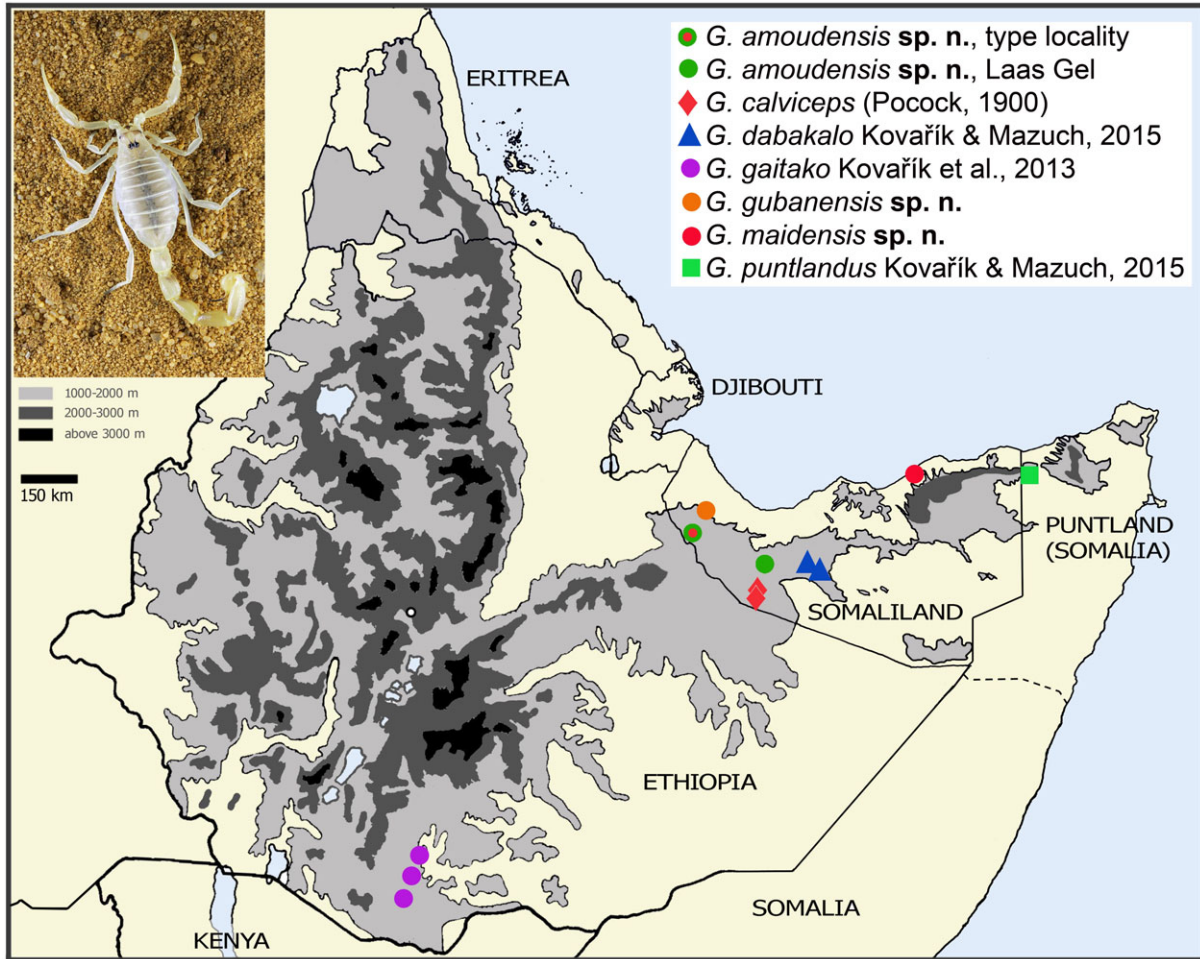 G. amoudensis sp. n., type locality
G. amoudensis sp. n., Laas Gel
G. calviceps (Pocock, 1900)
G. dabakalo Kovařík & Mazuch, 2015
G. gaitako Kovařík et al., 2013
G. gubanensis sp. n.
G. maidensis sp. n.
G. puntlandus Kovařík & Mazuch, 2015
ERITREA
1000-2000 m
2000-3000 m
above 3000 m
150 km
DJIBOUTI
PUNTLAND
(SOMALIA)
SOMALILAND
ETHIOPIA
SOMALIA
KENYA